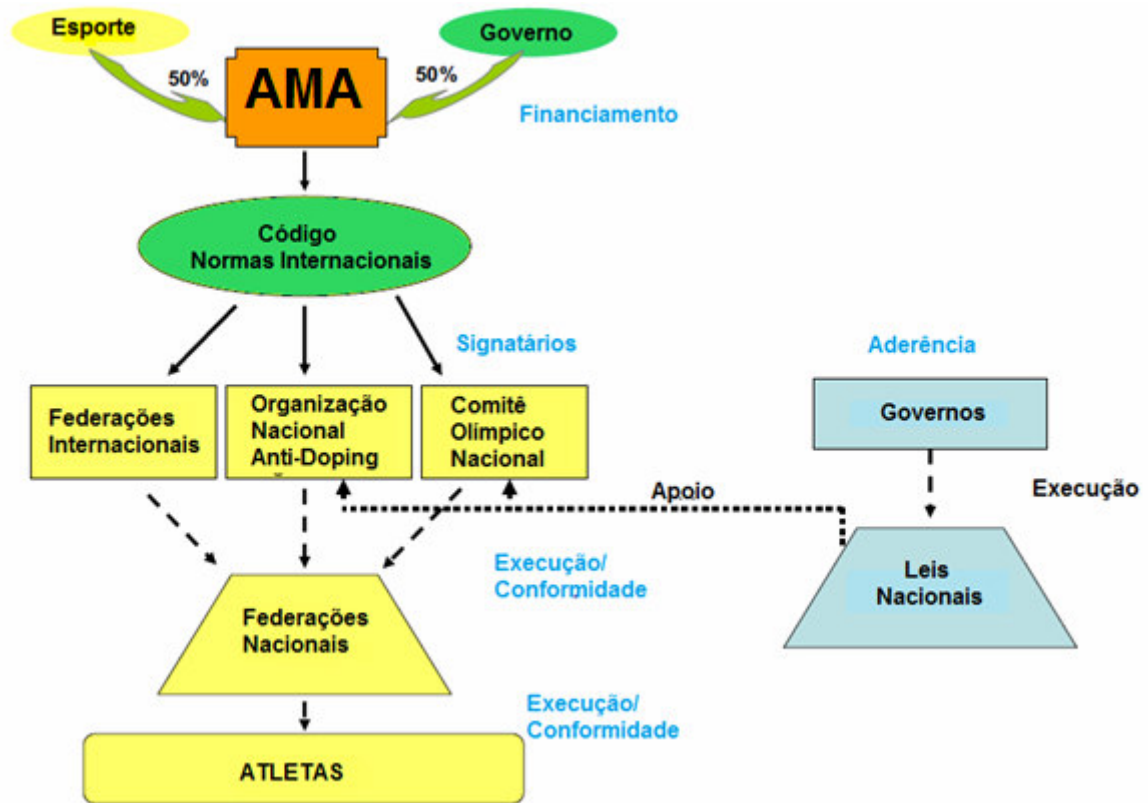 Esporte
Governo
50%
50%
AMA
Financiamento
Código
Normas Internacionais
Signatários
Aderência
Federações
Internacionais
Organização
Nacional
Anti-Doping
Comitê
Olímpico
Nacional
Governos
Apoio
Execução
Execução/
Conformidade
Leis
Nacionais
Federações
Nacionais
Execução/
Conformidade
ATLETAS